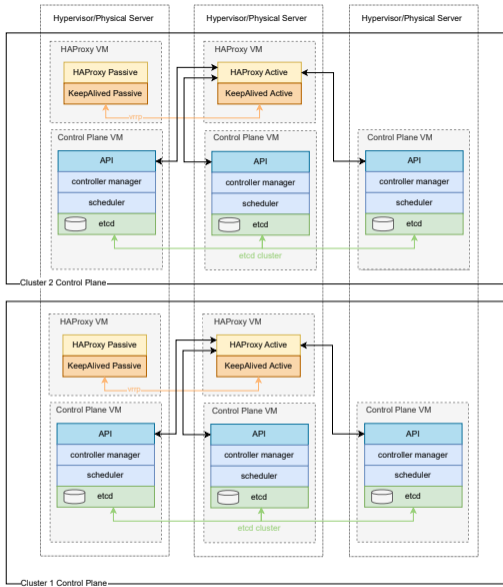 Hypervisor/Physical Server Hypervisor/Physical Server Hypervisor/Physical Server
HAProxy VM HAProxy VM
HAProxy Passive HAProxy Active
KeepAlived Passive KeepAlived Active
vrrp
Control Plane VM Control Plane VM Control Plane VM
API API API
controller manager controller manager controller manager
scheduler scheduler scheduler
etcd etcd etcd
etcd cluster
Cluster 2 Control Plane
HAProxy VM HAProxy VM
HAProxy Passive HAProxy Active
KeepAlived Passive KeepAlived Active
vrrp
Control Plane VM Control Plane VM Control Plane VM
API API API
controller manager controller manager controller manager
scheduler scheduler scheduler
etcd etcd etcd
etcd cluster
Cluster 1 Control Plane